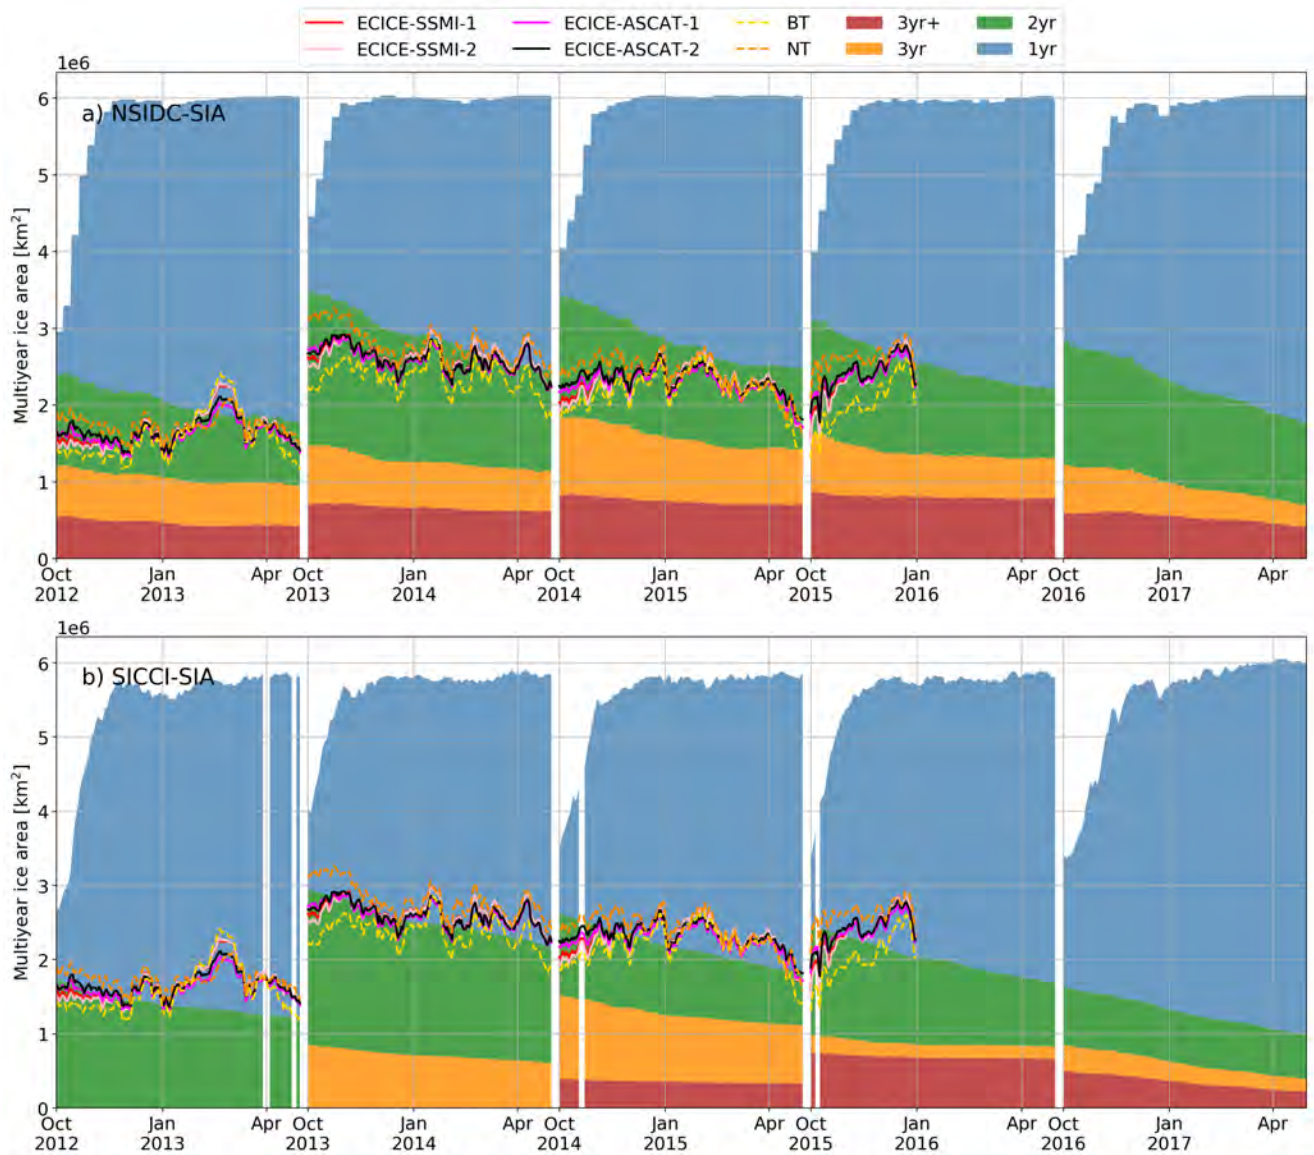 ECICE-SSMI-1 ECICE-ASCAT-1 BT 3yr+ 2yr
ECICE-SSMI-2 ECICE-ASCAT-2 NT 3yr 1yr
1e6
a) NSIDC-SIA
Multiyear ice area [km²]
6
5
4
3
2
1
0
Oct Jan Apr Oct Jan Apr Oct Jan Apr Oct Jan Apr Oct Jan Apr
2012 2013 2013 2014 2014 2015 2015 2016 2016 2017
1e6
b) SICCI-SIA
Multiyear ice area [km²]
6
5
4
3
2
1
0
Oct Jan Apr Oct Jan Apr Oct Jan Apr Oct Jan Apr Oct Jan Apr
2012 2013 2013 2014 2014 2015 2015 2016 2016 2017